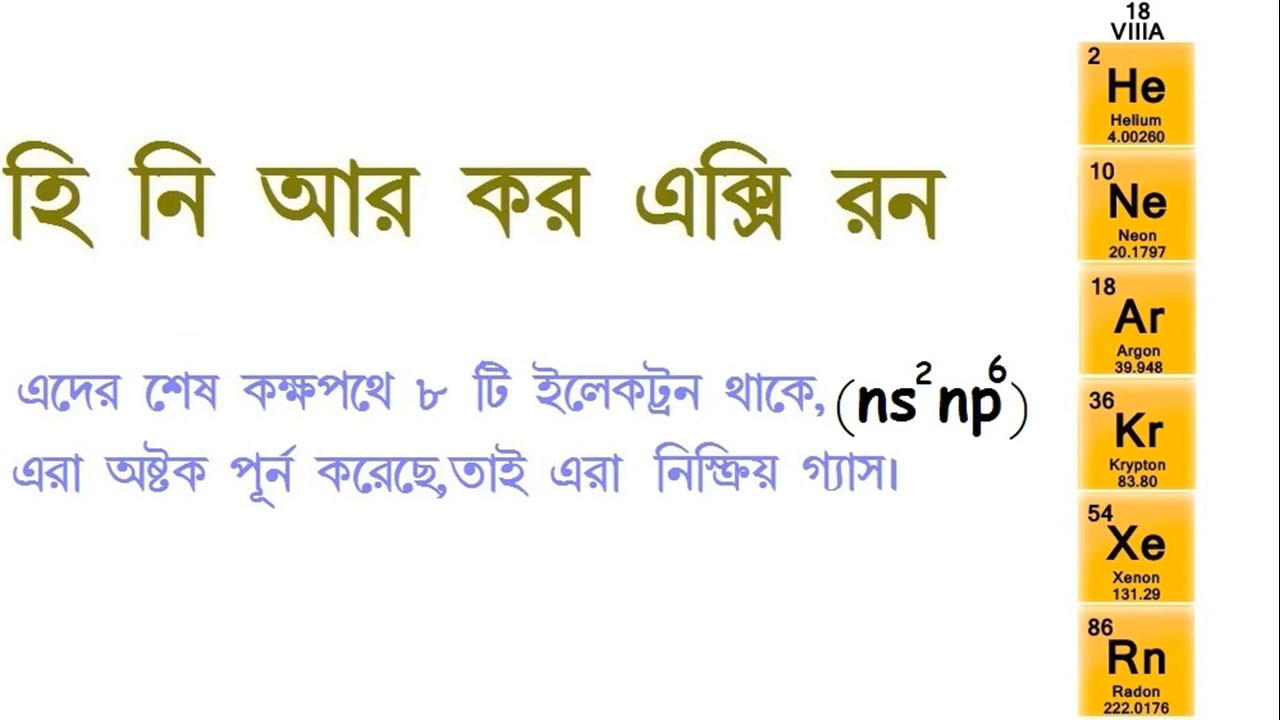 হি নি আর কর এক্সি রন
এদের শেষ কক্ষপথে ৮ টি ইলেকট্রন থাকে, (ns²np⁶)
এরা অষ্টক পূর্ন করেছে,তাই এরা নিস্ক্রিয় গ্যাস।
18
VIIIA
2
He
Helium
4.00260
10
Ne
Neon
20.1797
18
Ar
Argon
39.948
36
Kr
Krypton
83.80
54
Xe
Xenon
131.29
86
Rn
Radon
222.0176